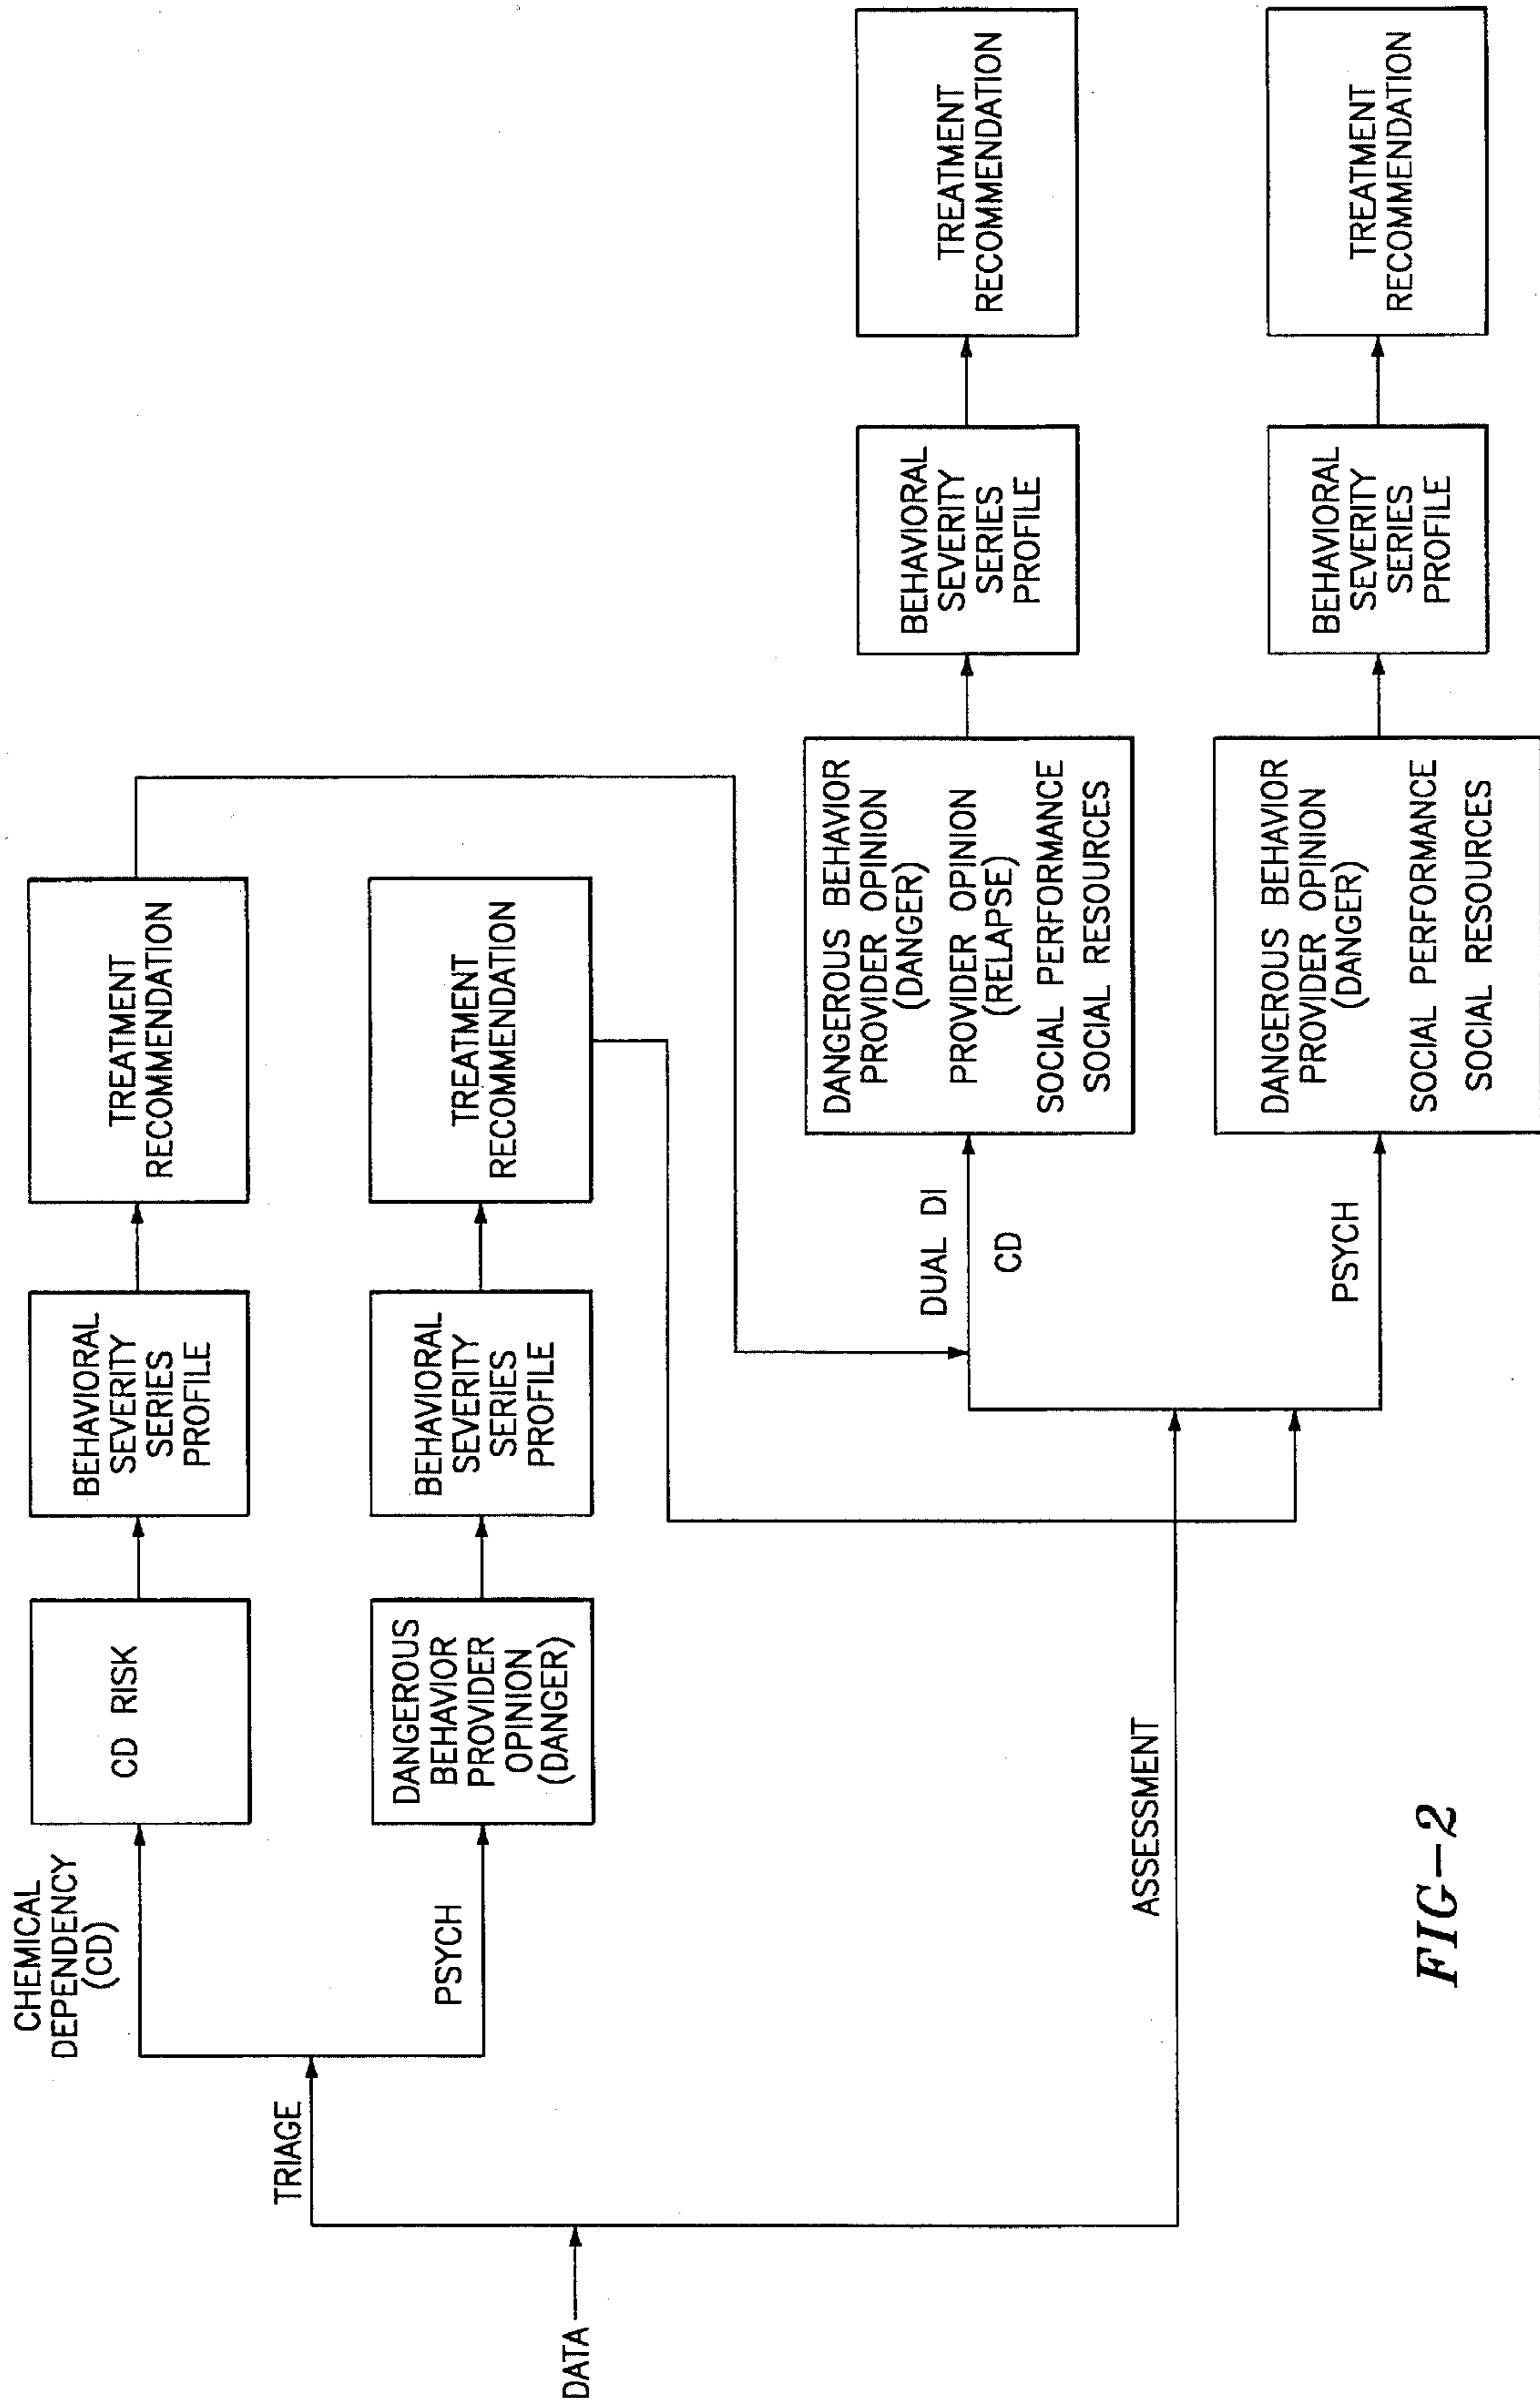 DATA
TRIAGE
CHEMICAL
DEPENDENCY
(CD)
CD RISK
BEHAVIORAL
SEVERITY
SERIES
PROFILE
TREATMENT
RECOMMENDATION
PSYCH
DANGEROUS
BEHAVIOR
PROVIDER
OPINION
(DANGER)
BEHAVIORAL
SEVERITY
SERIES
PROFILE
TREATMENT
RECOMMENDATION
ASSESSMENT
DUAL DI
CD
DANGEROUS BEHAVIOR
PROVIDER OPINION
(DANGER)
PROVIDER OPINION
(RELAPSE)
SOCIAL PERFORMANCE
SOCIAL RESOURCES
BEHAVIORAL
SEVERITY
SERIES
PROFILE
TREATMENT
RECOMMENDATION
PSYCH
DANGEROUS BEHAVIOR
PROVIDER OPINION
(DANGER)
SOCIAL PERFORMANCE
SOCIAL RESOURCES
BEHAVIORAL
SEVERITY
SERIES
PROFILE
TREATMENT
RECOMMENDATION
FIG-2